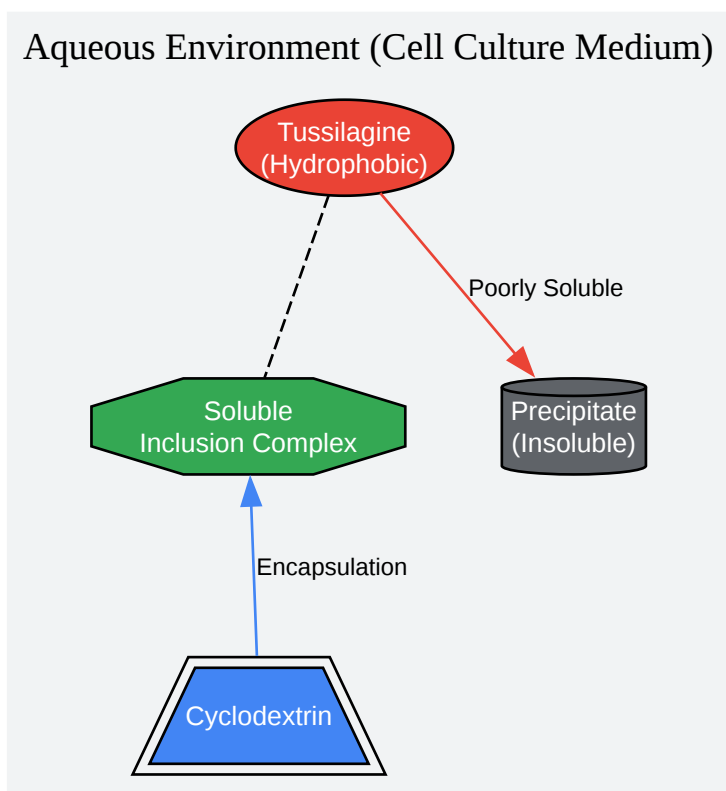 Aqueous Environment (Cell Culture Medium)
Tussilagine
(Hydrophobic)
Poorly Soluble
Soluble
Inclusion Complex
Precipitate
(Insoluble)
Encapsulation
Cyclodextrin